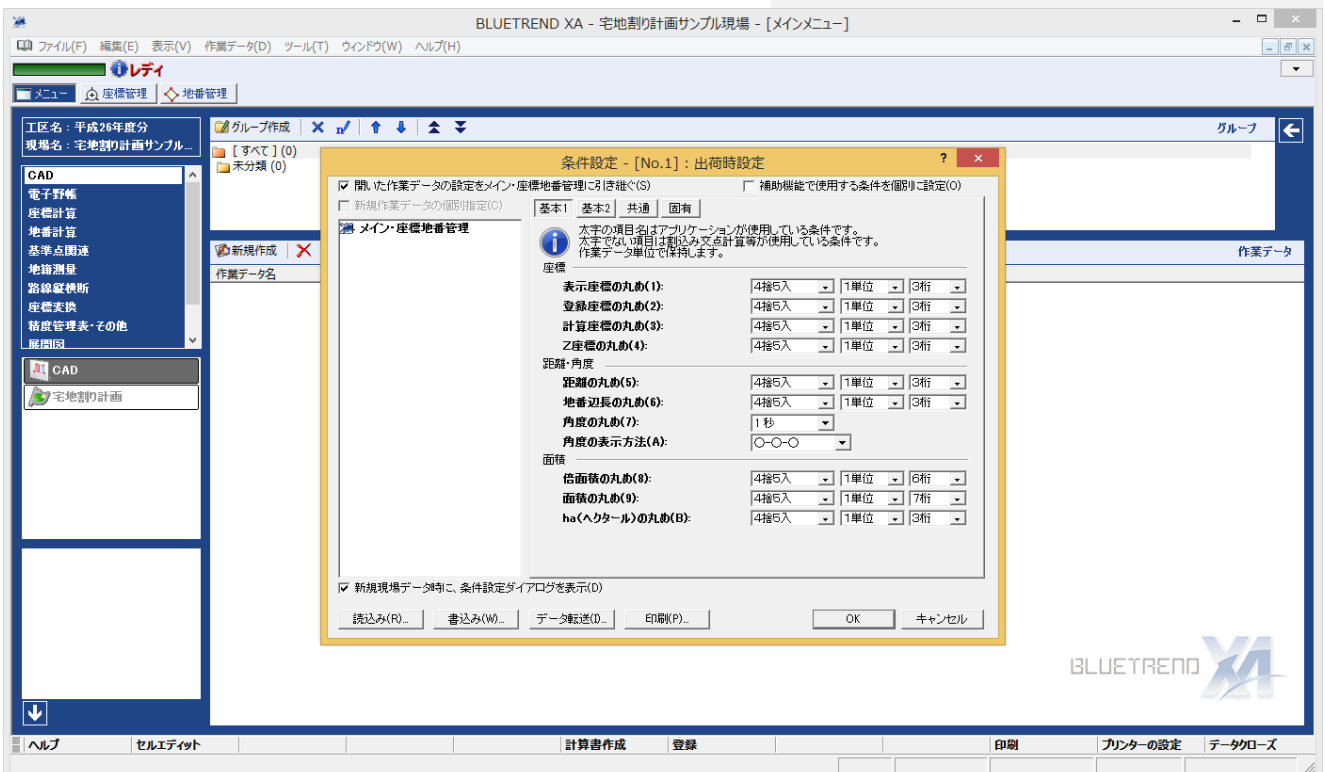 BLUETREND XA - 宅地割り計画サンプル現場 - [メインメニュー]
ファイル(F) 編集(E) 表示(V) 作業データ(D) ツール(T) ウィンドウ(W) ヘルプ(H)
レディ
メニュー 座標管理 地番管理
工区名：平成26年度分
現場名：宅地割り計画サンプル...
グループ作成 グループ
[ すべて ] (0)
未分類 (0)
CAD
電子野帳
座標計算
地番計算
基準点関連
地籍測量
路線縦横断
座標変換
精度管理表・その他
展開図
CAD
宅地割り計画
新規作成 作業データ
作業データ名
条件設定 - [No.1]：出荷時設定 ? ×
開いた作業データの設定をメイン・座標地番管理に引き継ぐ(S) 補助機能で使用する条件を個別に設定(O)
新規作業データの個別指定(C)
メイン・座標地番管理
基本1 基本2 共通 固有
太字の項目名はアプリケーションが使用している条件です。
太字でない項目は割込み交点計算等が使用している条件です。
作業データ単位で保持します。
座標
表示座標の丸め(1): 4捨5入 1単位 3桁
登録座標の丸め(2): 4捨5入 1単位 3桁
計算座標の丸め(3): 4捨5入 1単位 3桁
Z座標の丸め(4): 4捨5入 1単位 3桁
距離・角度
距離の丸め(5): 4捨5入 1単位 3桁
地番辺長の丸め(6): 4捨5入 1単位 3桁
角度の丸め(7): 1秒
角度の表示方法(A): ○-○-○
面積
倍面積の丸め(8): 4捨5入 1単位 6桁
面積の丸め(9): 4捨5入 1単位 7桁
ha(ヘクタール)の丸め(B): 4捨5入 1単位 3桁
新規現場データ時に、条件設定ダイアログを表示(D)
読込み(R)... 書込み(W)... データ転送(I)... 印刷(P)... OK キャンセル
BLUETREND XA
ヘルプ セルエディット 計算書作成 登録 印刷 プリンターの設定 データクローズ